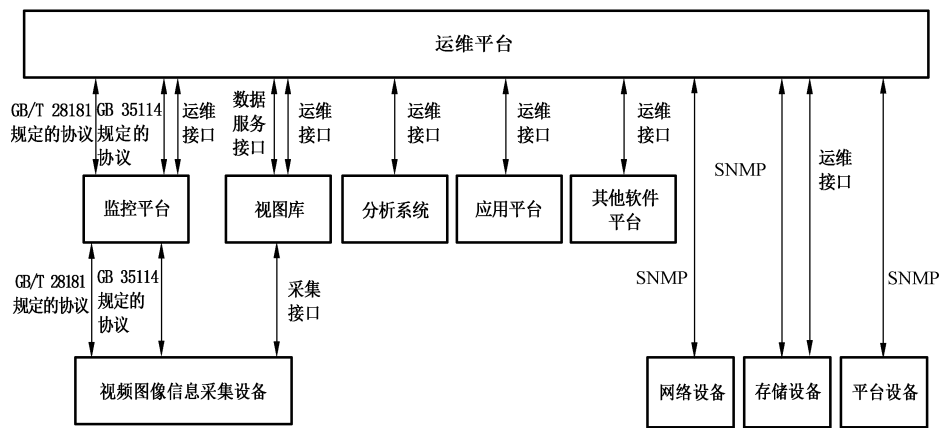 运维平台
GB/T 28181
规定的协议
GB 35114
规定的
协议
运维
接口
数据
服务
接口
运维
接口
运维
接口
运维
接口
运维
接口
SNMP
SNMP
运维
接口
SNMP
监控平台
视图库
分析系统
应用平台
其他软件
平台
GB/T 28181
规定的协议
GB 35114
规定的
协议
采集
接口
视频图像信息采集设备
网络设备
存储设备
平台设备